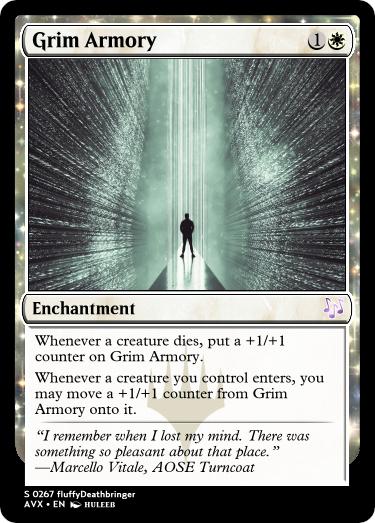 Grim Armory 1
Enchantment
Whenever a creature dies, put a +1/+1
counter on Grim Armory.
Whenever a creature you control enters, you
may move a +1/+1 counter from Grim
Armory onto it.
“I remember when I lost my mind. There was
something so pleasant about that place.”
—Marcello Vitale, AOSE Turncoat
S 0267 fluffyDeathbringer
AVX • EN HULEEB